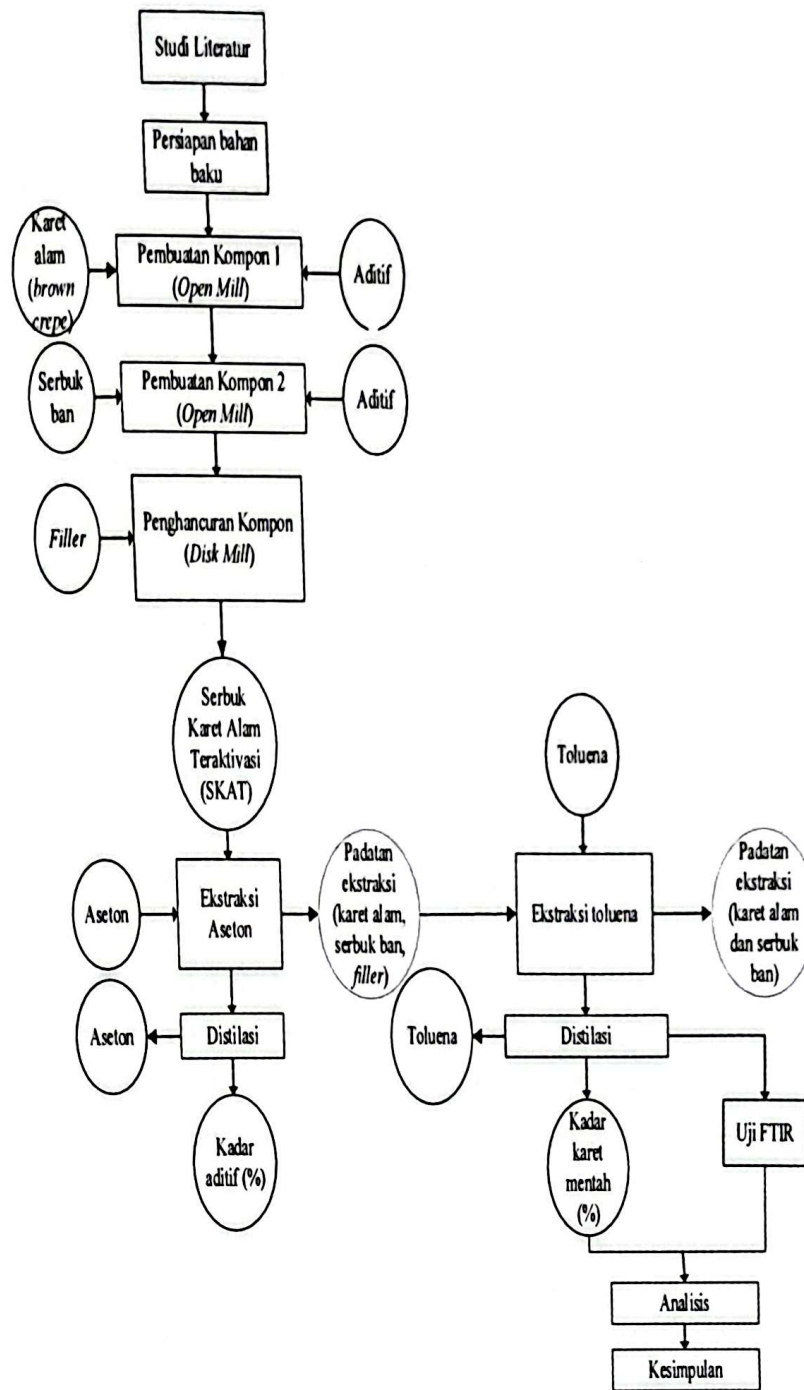 Studi Literatur
Persiapan bahan
baku
Karet
alam
(brown
crepe)
Pembuatan Kompon 1
(Open Mill)
Aditif
Serbuk
ban
Pembuatan Kompon 2
(Open Mill)
Aditif
Filler
Penghancuran Kompon
(Disk Mill)
Serbuk
Karet Alam
Teraktivasi
(SKAT)
Toluena
Aseton
Ekstraksi
Aseton
Padatan
ekstraksi
(karet alam,
serbuk ban,
filler)
Ekstraksi toluena
Padatan
ekstraksi
(karet alam
dan serbuk
ban)
Aseton
Distilasi
Toluena
Distilasi
Kadar
aditif (%)
Kadar
karet
mentah
(%)
Uji FTIR
Analisis
Kesimpulan